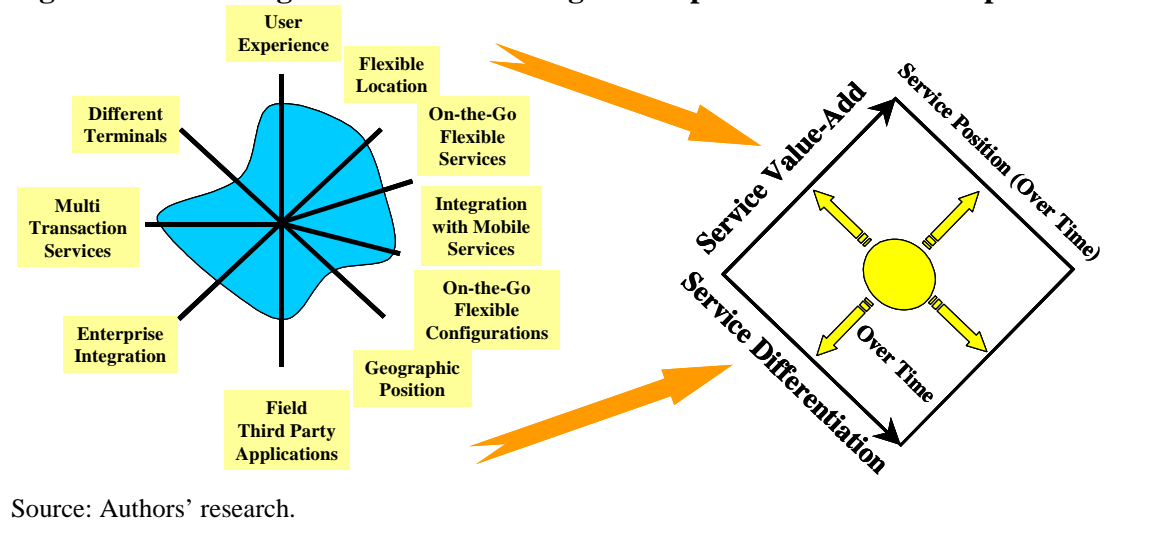 User
Experience
Flexible
Location
Different
Terminals
On-the-Go
Flexible
Services
Multi
Transaction
Services
Integration
with Mobile
Services
On-the-Go
Flexible
Configurations
Enterprise
Integration
Geographic
Position
Field
Third Party
Applications
Service Value-Add
Service Position (Over Time)
Service Differentiation
Over Time
Source: Authors’ research.